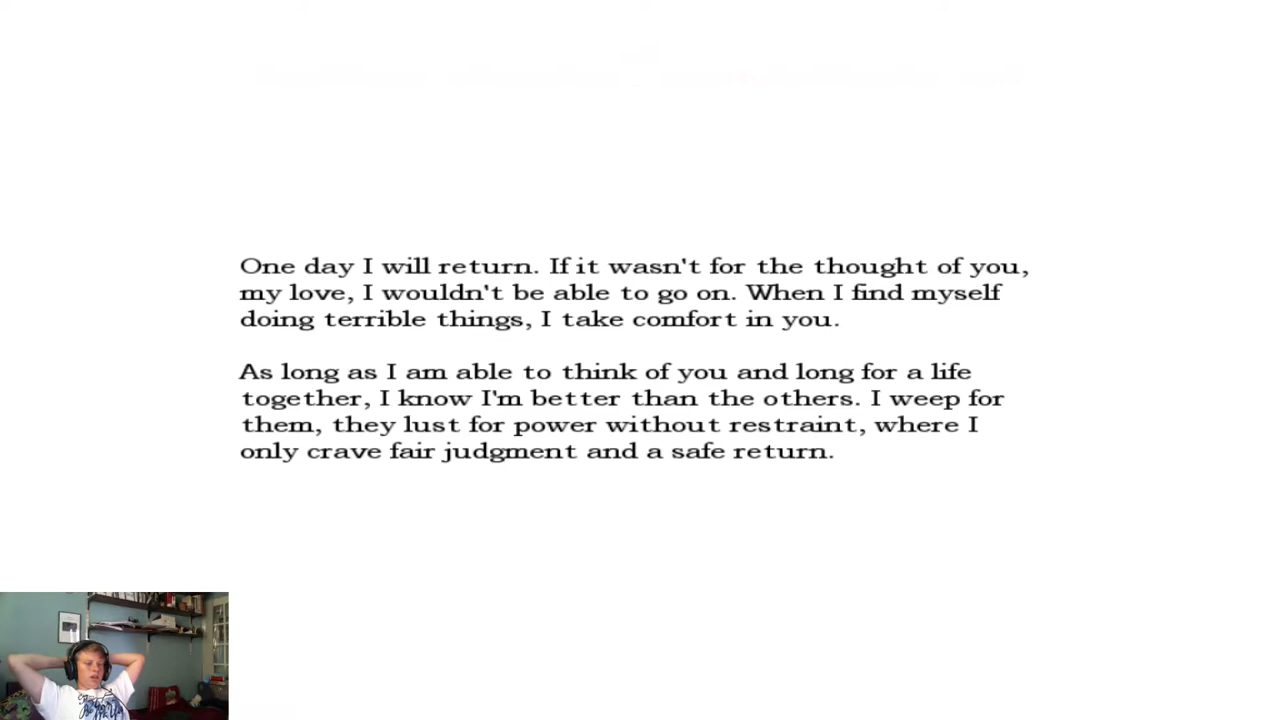 One day I will return. If it wasn't for the thought of you,
my love, I wouldn't be able to go on. When I find myself
doing terrible things, I take comfort in you.
As long as I am able to think of you and long for a life
together, I know I'm better than the others. I weep for
them, they lust for power without restraint, where I
only crave fair judgment and a safe return.